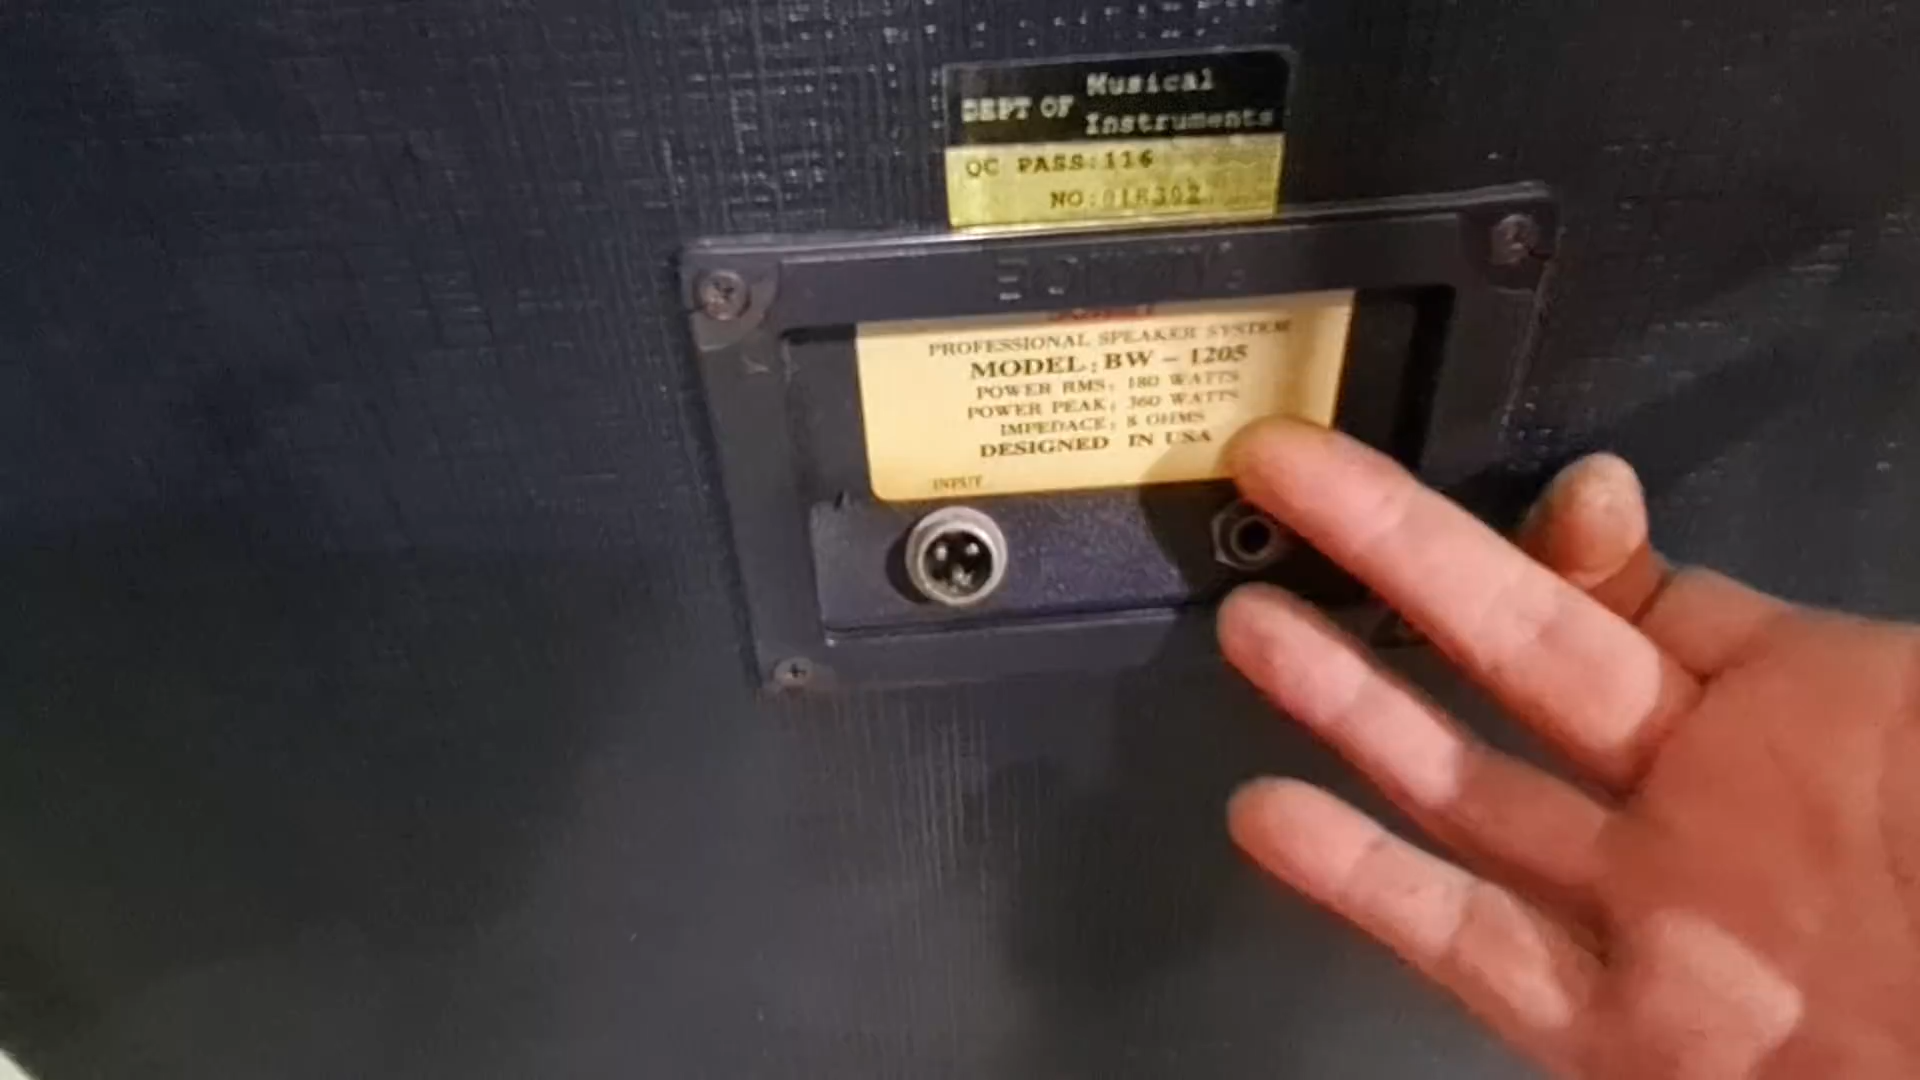 DEPT OF Musical Instruments
QC PASS:116
PROFESSIONAL SPEAKER SYSTEM
MODEL: BW - 1205
POWER RMS: 180 WATTS
POWER PEAK: 360 WATTS
IMPEDACE: 8 OHMS
DESIGNED IN USA
INPUT